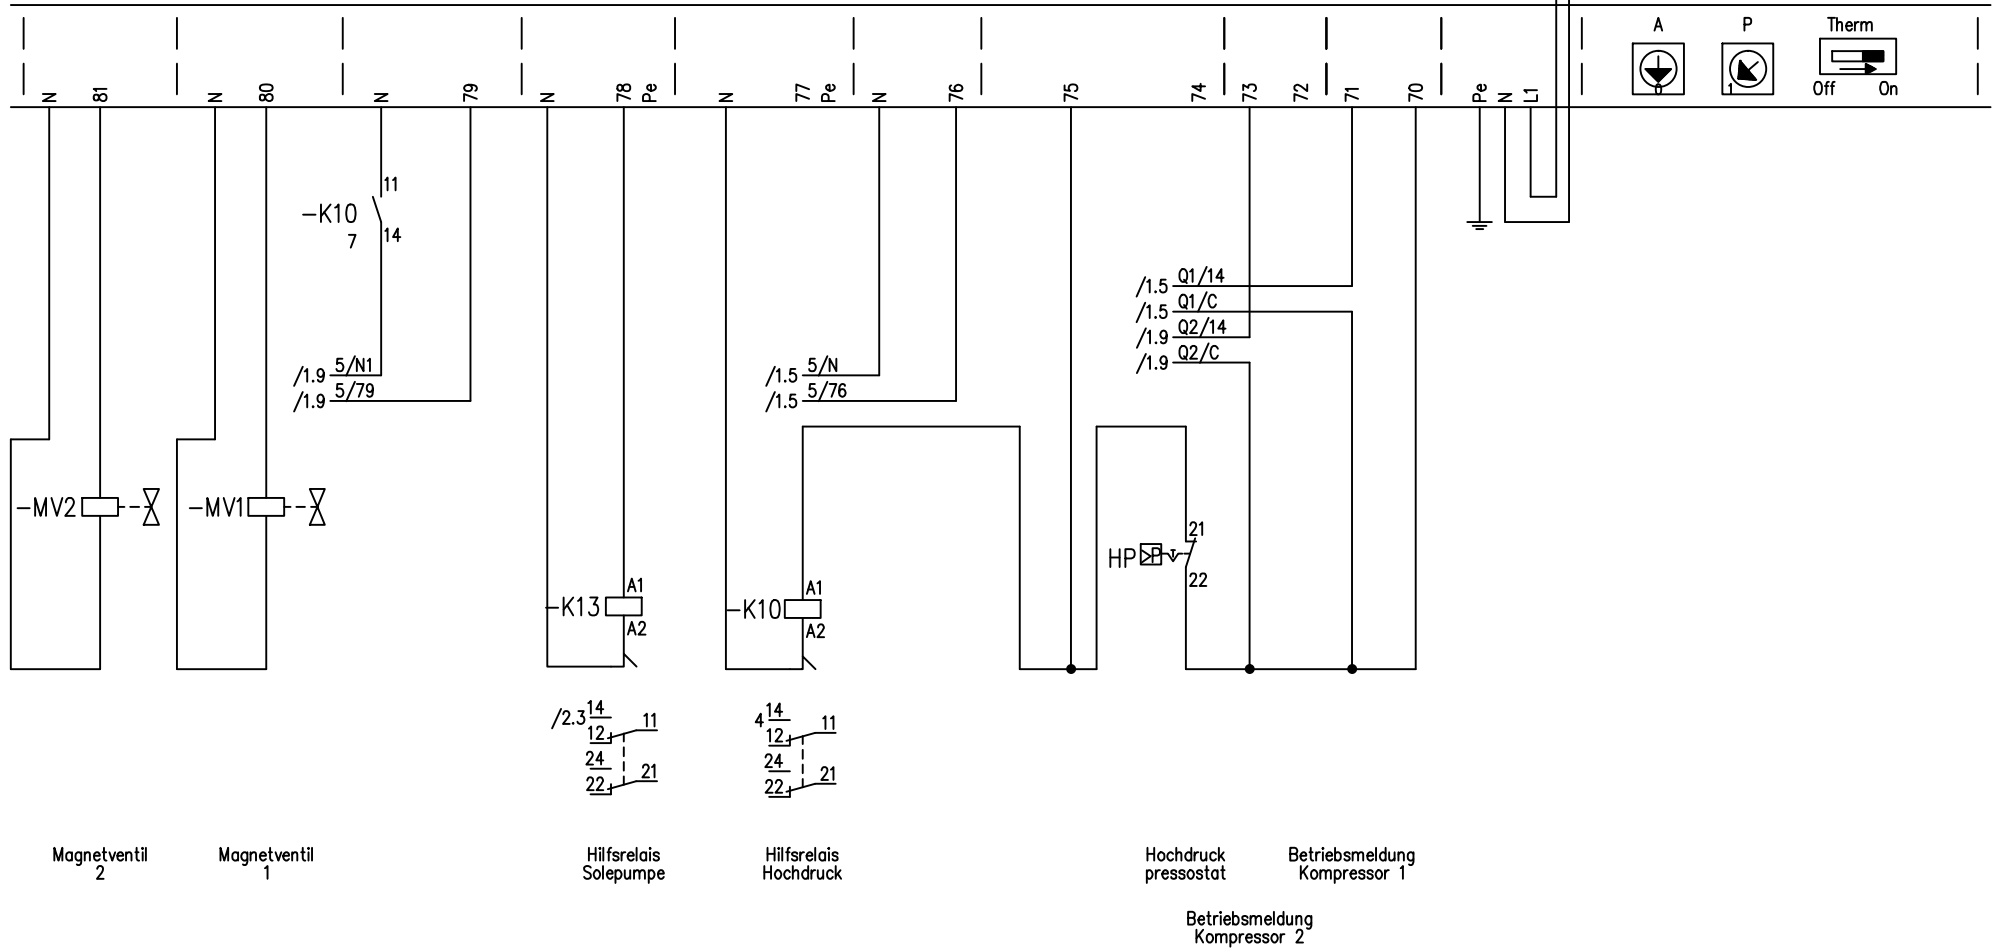 A P Therm
0 1 Off On
N 81 N 80 N 79 N 78 Pe N 77 Pe N 76 75 74 73 72 71 70 Pe N L1
11
-K10
7 14
/1.5 Q1/14
/1.5 Q1/C
/1.9 Q2/14
/1.9 Q2/C
/1.9 5/N1
/1.9 5/79
/1.5 5/N
/1.5 5/76
-MV2 -MV1
21
HP >P
22
A1 A1
-K13 -K10
A2 A2
/2.3 14 11
12
24 21
22
4 14 11
12
24 21
22
Magnetventil
2
Magnetventil
1
Hilfsrelais
Solepumpe
Hilfsrelais
Hochdruck
Hochdruck
pressostat
Betriebsmeldung
Kompressor 1
Betriebsmeldung
Kompressor 2